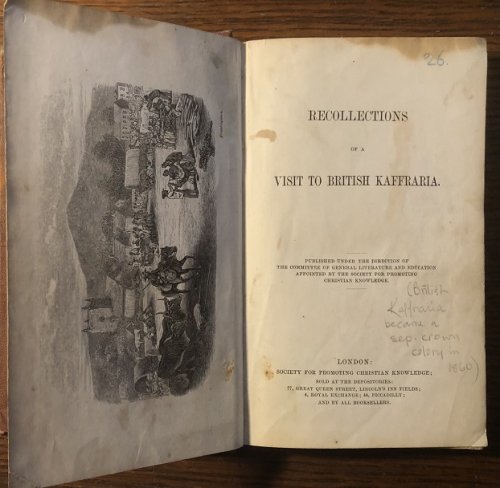 26.
RECOLLECTIONS
OF A
VISIT TO BRITISH KAFFRARIA.
PUBLISHED UNDER THE DIRECTION OF
THE COMMITTEE OF GENERAL LITERATURE AND EDUCATION
APPOINTED BY THE SOCIETY FOR PROMOTING
CHRISTIAN KNOWLEDGE.
(British
Kaffraria
became a
sep. crown
colony in
1860)
LONDON:
SOCIETY FOR PROMOTING CHRISTIAN KNOWLEDGE;
SOLD AT THE DEPOSITORIES:
77, GREAT QUEEN STREET, LINCOLN'S INN FIELDS;
4, ROYAL EXCHANGE; 48, PICCADILLY;
AND BY ALL BOOKSELLERS.